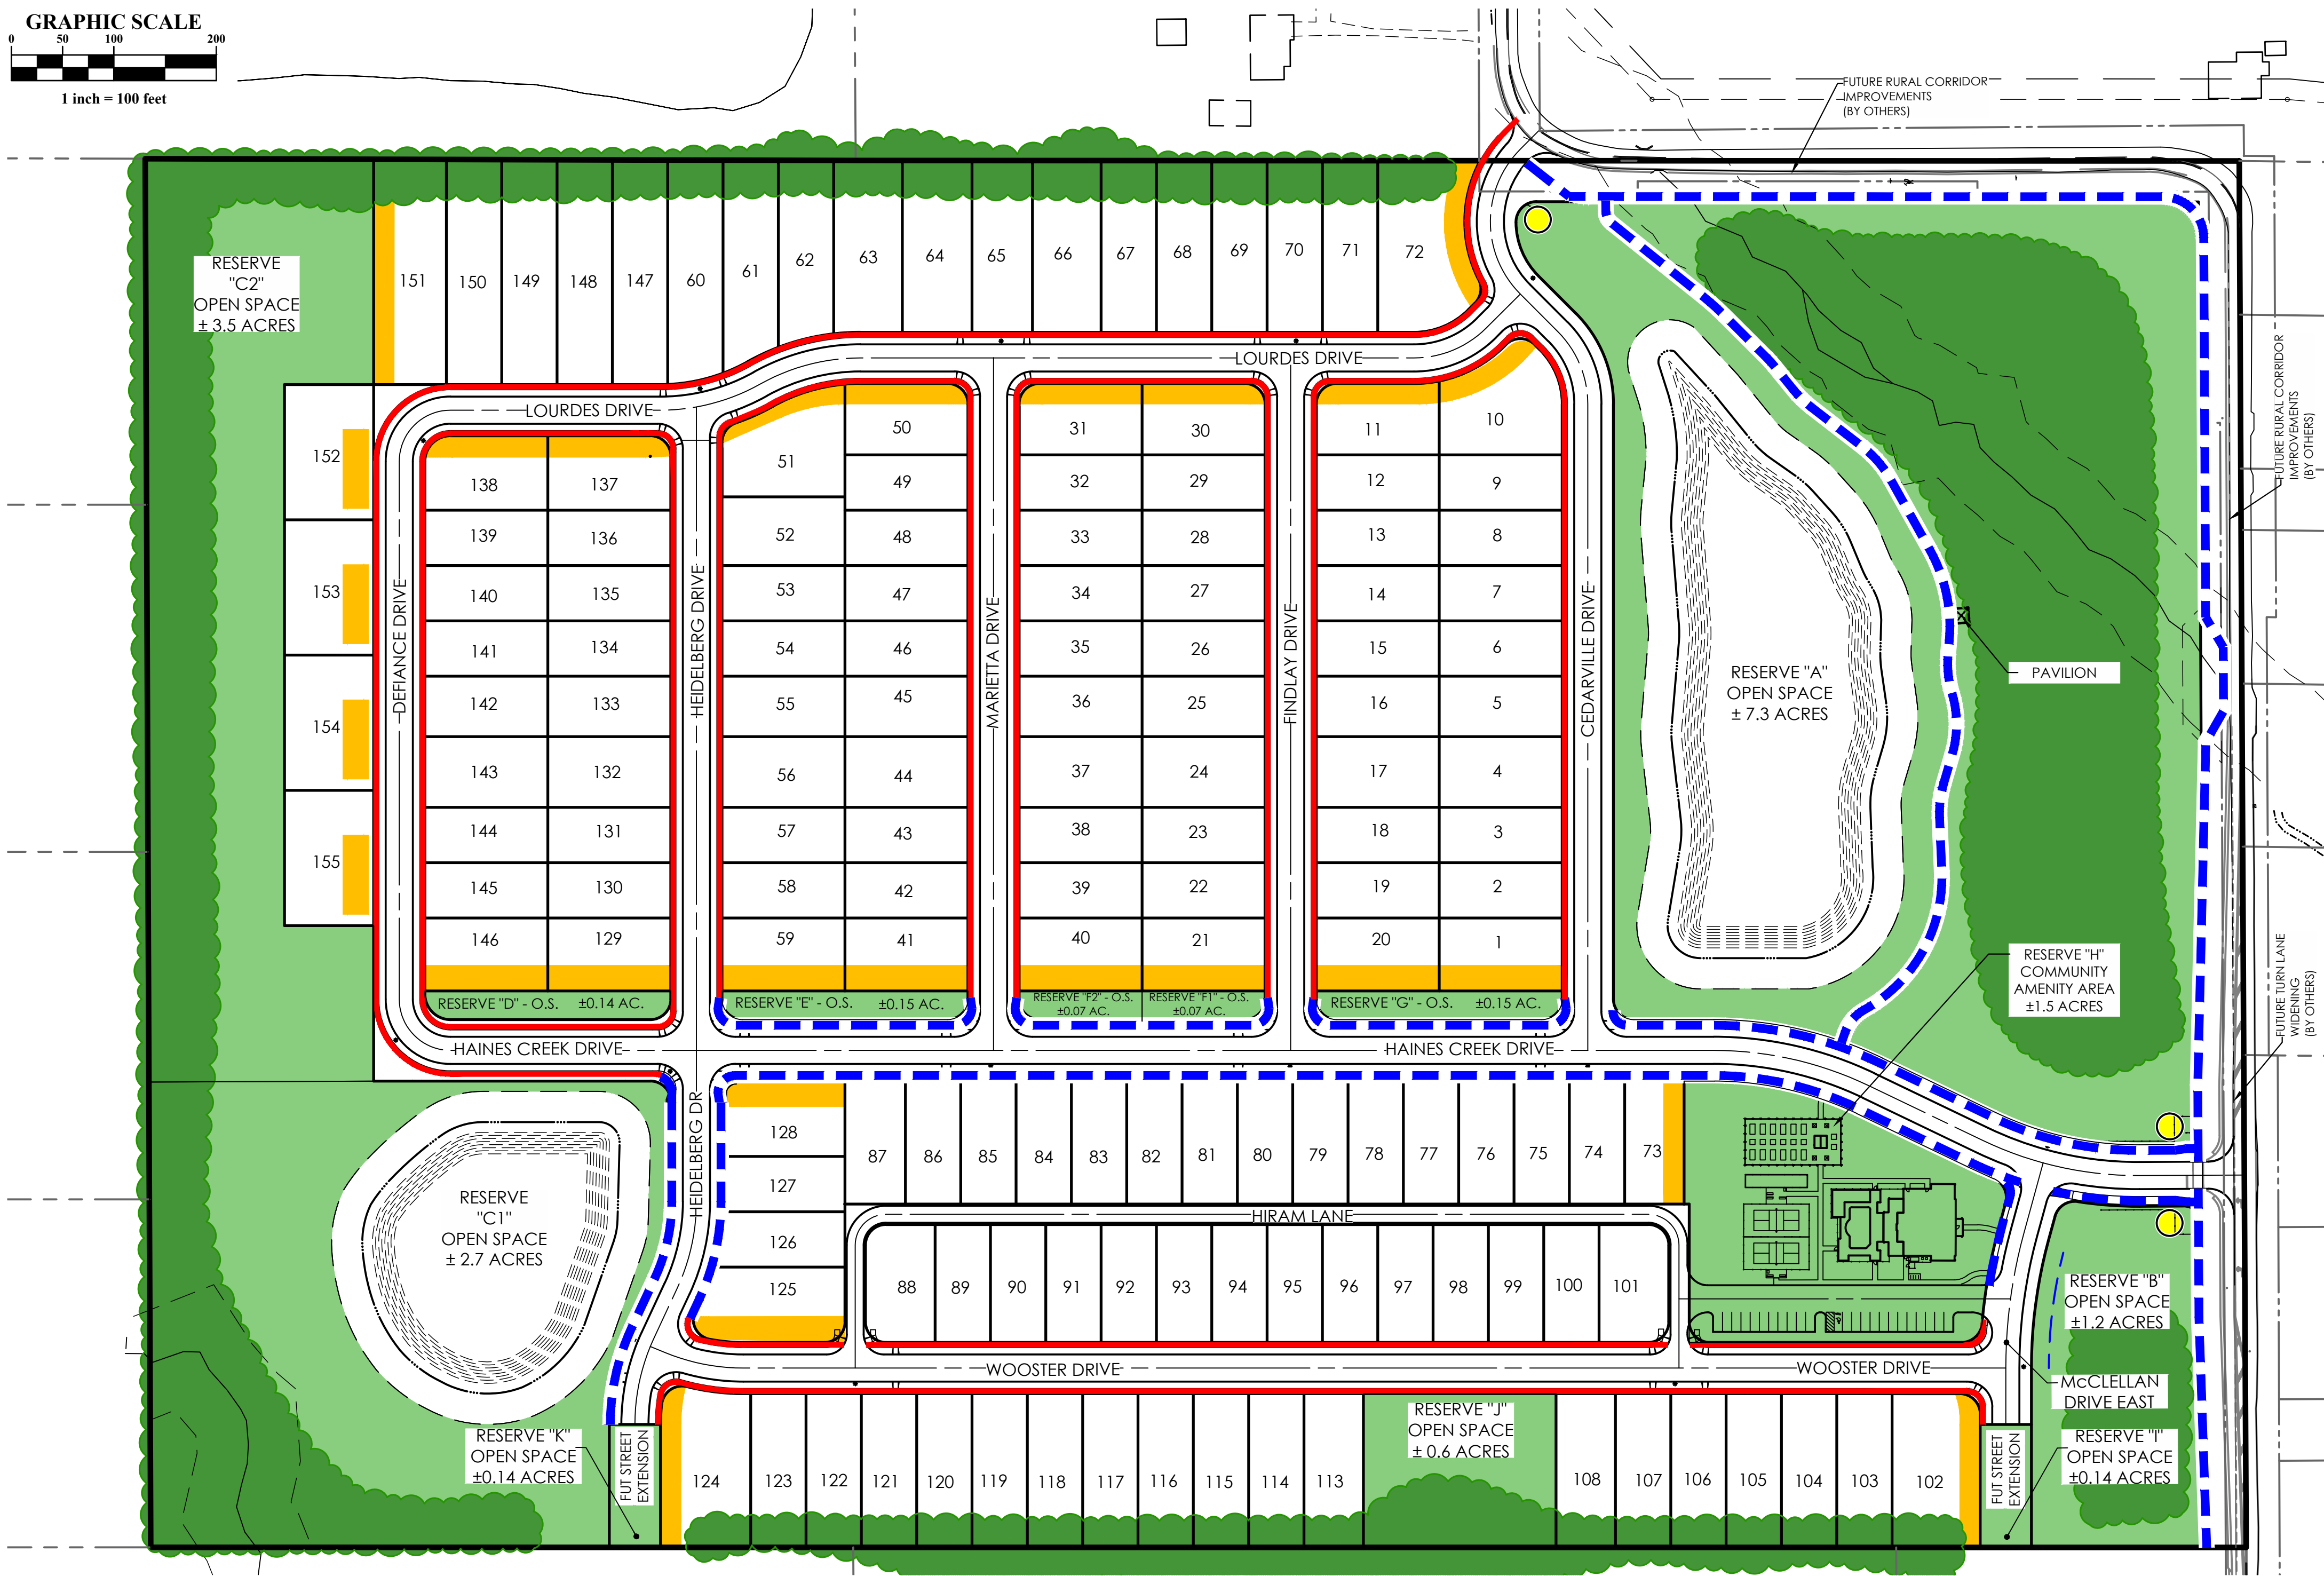 GRAPHIC SCALE
0 50 100 200
1 inch = 100 feet
FUTURE RURAL CORRIDOR
IMPROVEMENTS
(BY OTHERS)
RESERVE
"C2"
OPEN SPACE
± 3.5 ACRES
151 150 149 148 147 60 61 62 63 64 65 66 67 68 69 70 71 72
LOURDES DRIVE
LOURDES DRIVE
FUTURE RURAL CORRIDOR
IMPROVEMENTS
(BY OTHERS)
152
153
154
155
DEFIANCE DRIVE
138 137
139 136
140 135
141 134
142 133
143 132
144 131
145 130
146 129
RESERVE "D" - O.S. ±0.14 AC.
HEIDELBERG DRIVE
51 50
52 49
53 48
54 47
55 46
56 45
57 44
58 43
59 42
41
RESERVE "E" - O.S. ±0.15 AC.
MARIETTA DRIVE
31 30
32 29
33 28
34 27
35 26
36 25
37 24
38 23
39 22
40 21
RESERVE "F2" - O.S.
±0.07 AC.
RESERVE "F1" - O.S.
±0.07 AC.
FINDLAY DRIVE
11 10
12 9
13 8
14 7
15 6
16 5
17 4
18 3
19 2
20 1
RESERVE "G" - O.S. ±0.15 AC.
CEDARVILLE DRIVE
RESERVE "A"
OPEN SPACE
± 7.3 ACRES
PAVILION
RESERVE "H"
COMMUNITY
AMENITY AREA
±1.5 ACRES
FUTURE TURN LANE
WIDENING
(BY OTHERS)
HAINES CREEK DRIVE
HAINES CREEK DRIVE
RESERVE
"C1"
OPEN SPACE
± 2.7 ACRES
HEIDELBERG DR
128
127
126
125
87 86 85 84 83 82 81 80 79 78 77 76 75 74 73
HIRAM LANE
88 89 90 91 92 93 94 95 96 97 98 99 100 101
RESERVE "B"
OPEN SPACE
±1.2 ACRES
WOOSTER DRIVE
WOOSTER DRIVE
McCLELLAN
DRIVE EAST
RESERVE "K"
OPEN SPACE
±0.14 ACRES
FUT STREET
EXTENSION
124 123 122 121 120 119 118 117 116 115 114 113
RESERVE "J"
OPEN SPACE
± 0.6 ACRES
108 107 106 105 104 103 102
FUT STREET
EXTENSION
RESERVE "I"
OPEN SPACE
±0.14 ACRES